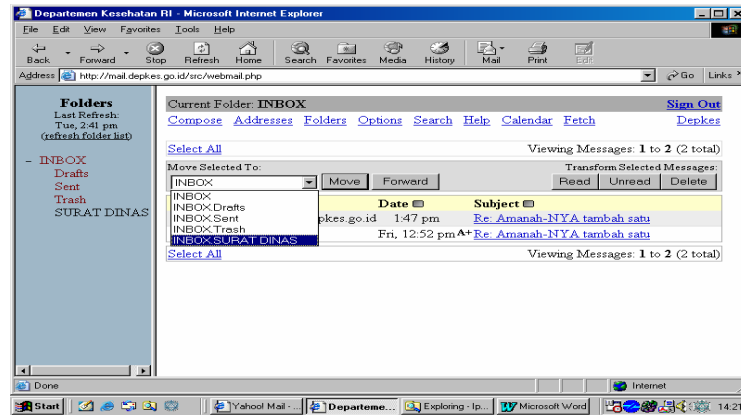 Departemen Kesehatan RI - Microsoft Internet Explorer
File Edit View Favorites Tools Help
Back Forward Stop Refresh Home Search Favorites Media History Mail Print Edit
Address http://mail.depkes.go.id/src/webmail.php Go Links
Folders
Last Refresh:
Tue, 2:41 pm
(refresh folder list)
- INBOX
Drafts
Sent
Trash
SURAT DINAS
Current Folder: INBOX Sign Out
Compose Addresses Folders Options Search Help Calendar Fetch Depkes
Select All Viewing Messages: 1 to 2 (2 total)
Move Selected To: Transform Selected Messages:
INBOX Move Forward Read Unread Delete
INBOX
INBOX.Drafts
INBOX.Sent
INBOX.Trash
INBOX.SURAT DINAS
Date Subject
pkes.go.id 1:47 pm Re: Amanah-NYA tambah satu
Fri, 12:52 pm A+ Re: Amanah-NYA tambah satu
Select All Viewing Messages: 1 to 2 (2 total)
Done Internet
Start Yahoo! Mail - ... Departeme... Exploring - Ip... Microsoft Word 14:21